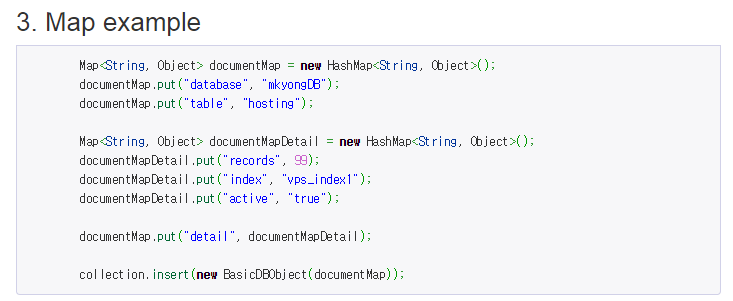 3. Map example
Map<String, Object> documentMap = new HashMap<String, Object>();
documentMap.put("database", "mkyongDB");
documentMap.put("table", "hosting");
Map<String, Object> documentMapDetail = new HashMap<String, Object>();
documentMapDetail.put("records", 99);
documentMapDetail.put("index", "vps_index1");
documentMapDetail.put("active", "true");
documentMap.put("detail", documentMapDetail);
collection.insert(new BasicDBObject(documentMap));